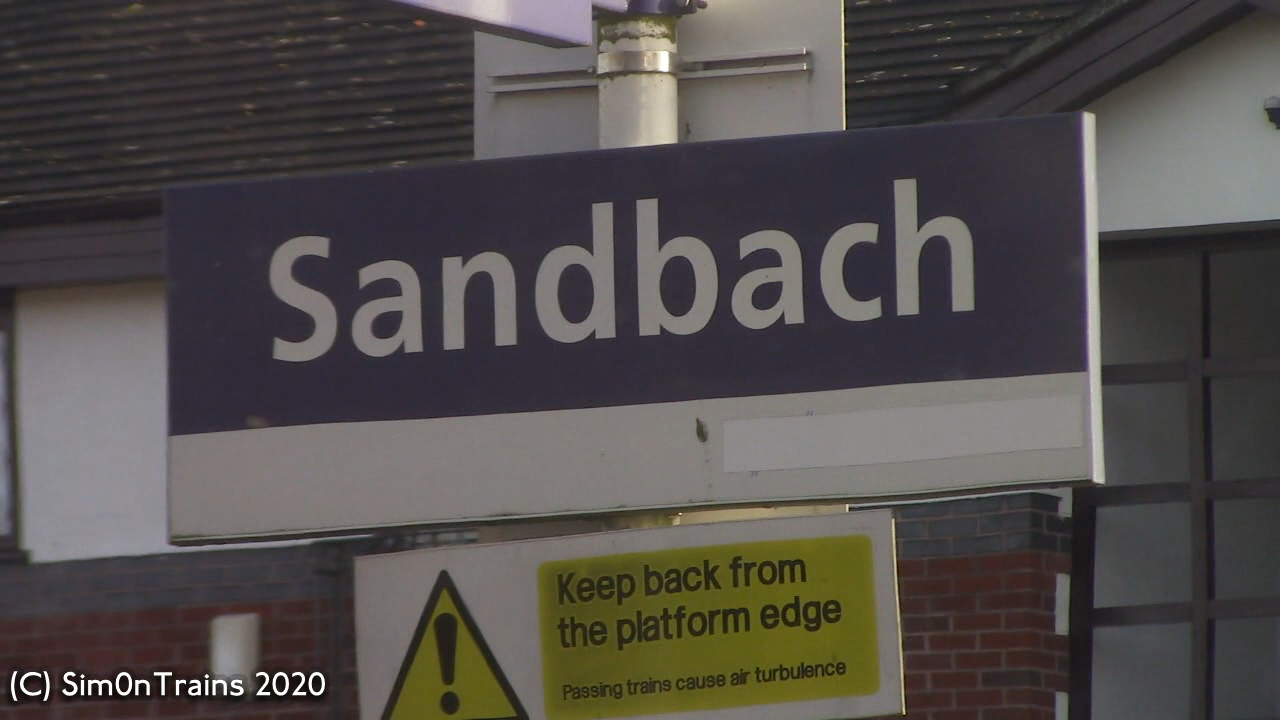 Sandbach
Keep back from
the platform edge
Passing trains cause air turbulence
(C) Sim0nTrains 2020